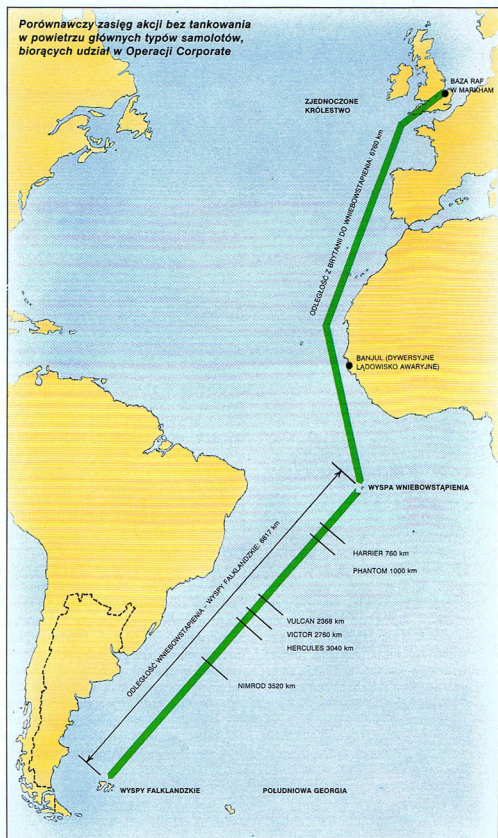 Porównawczy zasięg akcji bez tankowania
w powietrzu głównych typów samolotów,
biorących udział w Operacji Corporate
BAZA RAF
W MARKHAM
ZJEDNOCZONE
KRÓLESTWO
ODLEGŁOŚĆ Z BRYTANII DO WNIEBOWSTĄPIENIA: 6760 km
BANJUL (DYWERSYJNE
LĄDOWISKO AWARYJNE)
WYSPA WNIEBOWSTĄPIENIA
ODLEGŁOŚĆ WNIEBOWSTĄPIENIA – WYSPY FALKLANDZKIE: 6817 km
HARRIER 760 km
PHANTOM 1000 km
VULCAN 2368 km
VICTOR 2760 km
HERCULES 3040 km
NIMROD 3520 km
WYSPY FALKLANDZKIE
POŁUDNIOWA GEORGIA